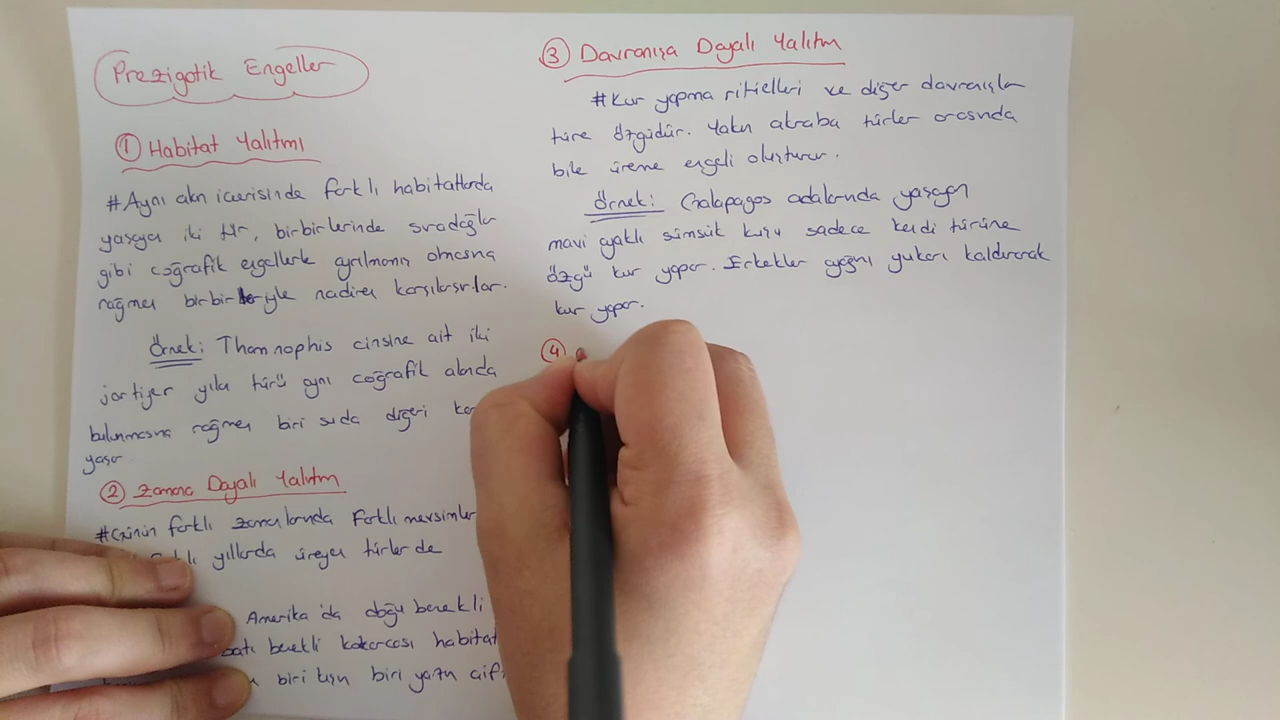 Prezigotik Engeller
① Habitat Yalıtımı
#Aynı alan içerisinde farklı habitatlarda
yaşayan iki tür, birbirlerinde sıradağlar
gibi coğrafik engellerle ayrılmamış olmasına
rağmen birbirleriyle nadiren karşılaşırlar.
Örnek: Thamnophis cinsine ait iki
jartiyer yılan türü aynı coğrafik alanda
bulunmasına rağmen biri suda diğeri
yaşar
② Zamana Dayalı Yalıtım
#Günün farklı zamanlarında farklı mevsimler
yıllarda üreyen türlerde
Amerika'da doğu benekli
batı benekli kokarcası habitat
biri kışın biri yazın
③ Davranışa Dayalı Yalıtım
#Kur yapma ritüelleri ve diğer davranışlar
türe özgüdür. Yakın akraba türler arasında
bile üreme engeli oluşturur.
Örnek: Galapagos adalarında yaşayan
mavi ayaklı sümsük kuşu sadece kendi türüne
özgü kur yapar. Erkekler ayağını yukarı kaldırarak
kur yapar.
④